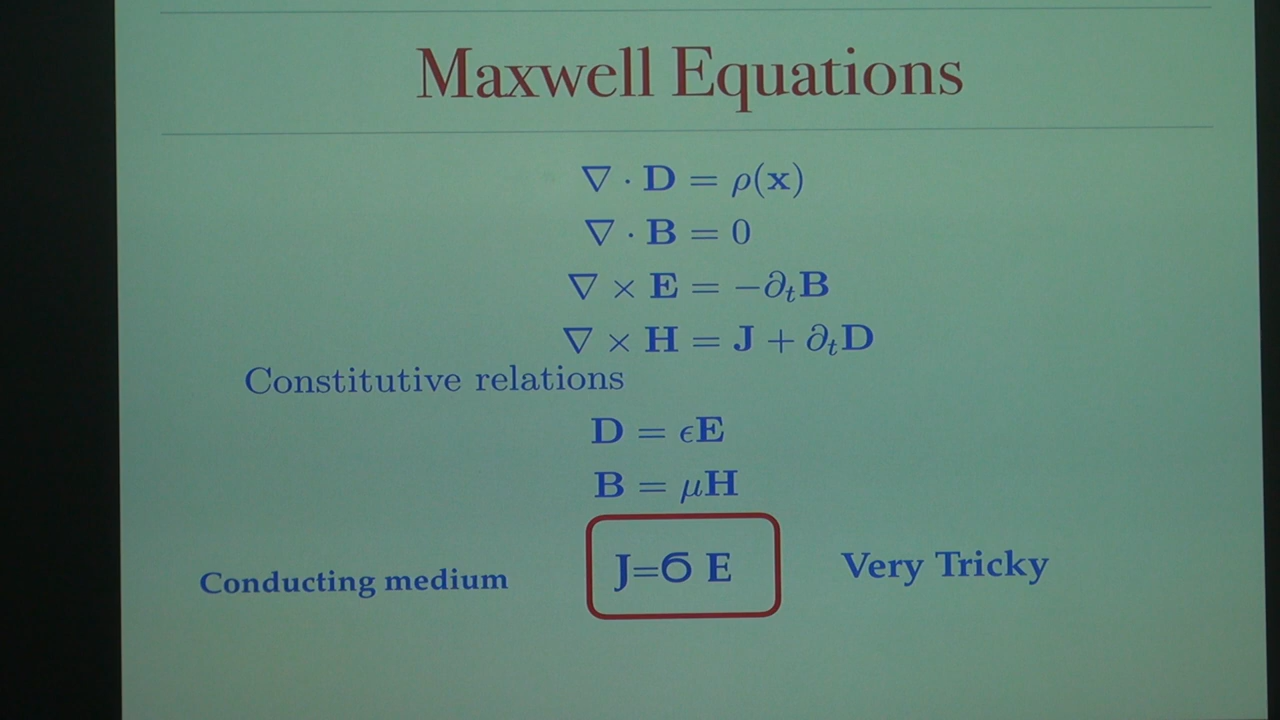 Maxwell Equations
∇ · D = ρ(x)
∇ · B = 0
∇ × E = −∂ₜB
∇ × H = J + ∂ₜD
Constitutive relations
D = ϵE
B = μH
Conducting medium J=σ E Very Tricky